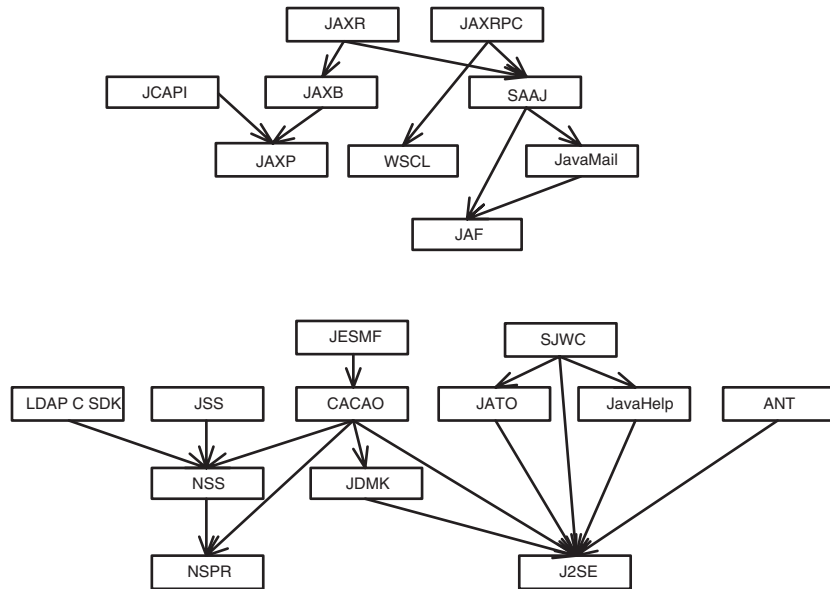 JAXR
JAXRPC
JCAPI
JAXB
SAAJ
JAXP
WSCL
JavaMail
JAF
JESMF
SJWC
LDAP C SDK
JSS
CACAO
JATO
JavaHelp
ANT
NSS
JDMK
NSPR
J2SE